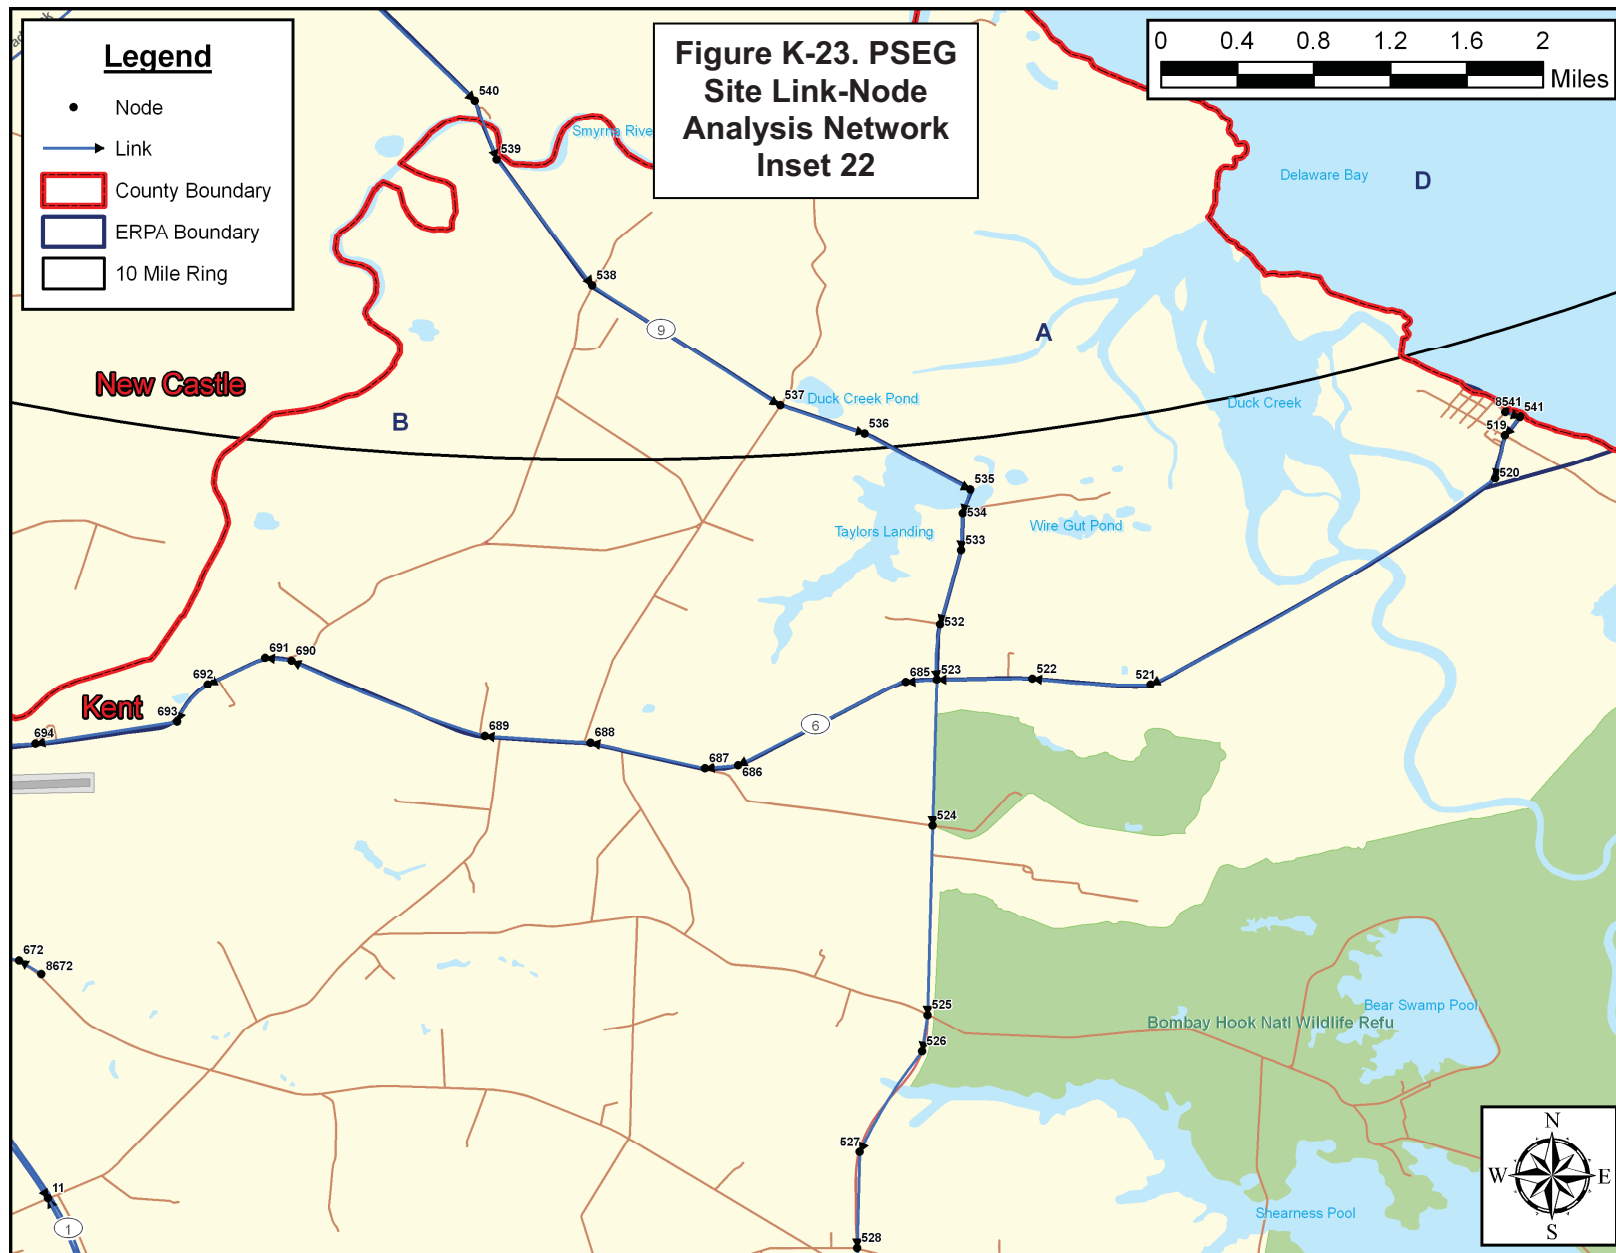 Legend
Node
Link
County Boundary
ERPA Boundary
10 Mile Ring
Figure K-23. PSEG
Site Link-Node
Analysis Network
Inset 22
0 0.4 0.8 1.2 1.6 2
Miles
540
539
Smyrna Rive
Delaware Bay
D
538
9
A
New Castle
B
537
Duck Creek Pond
536
Duck Creek
8541
541
519
520
535
534
533
Taylors Landing
Wire Gut Pond
532
691
690
692
685
523
522
521
Kent
693
694
689
688
6
687
686
524
672
8672
525
526
Bear Swamp Pool
Bombay Hook Natl Wildlife Refu
527
528
11
1
Shearness Pool
N
W
E
S